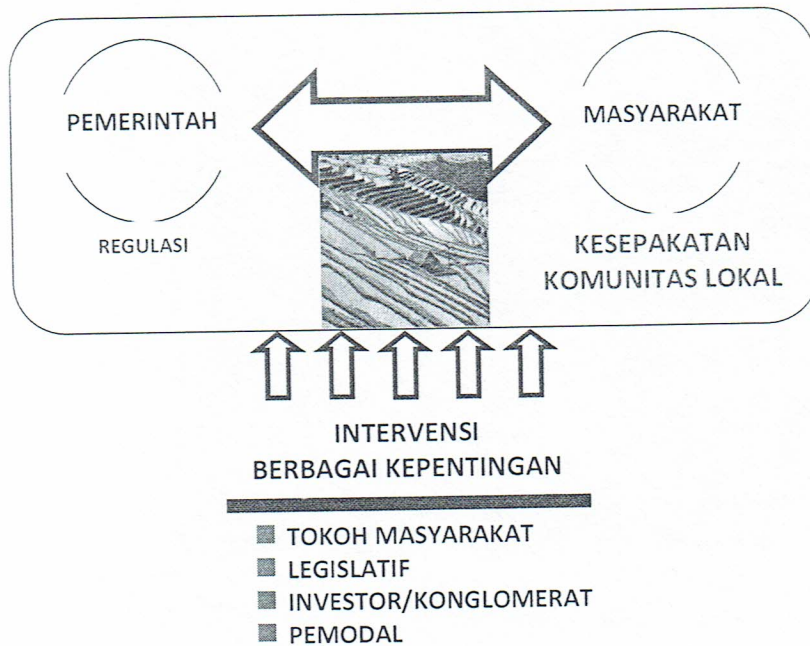 PEMERINTAH
REGULASI
MASYARAKAT
KESEPAKATAN
KOMUNITAS LOKAL
INTERVENSI
BERBAGAI KEPENTINGAN
TOKOH MASYARAKAT
LEGISLATIF
INVESTOR/KONGLOMERAT
PEMODAL